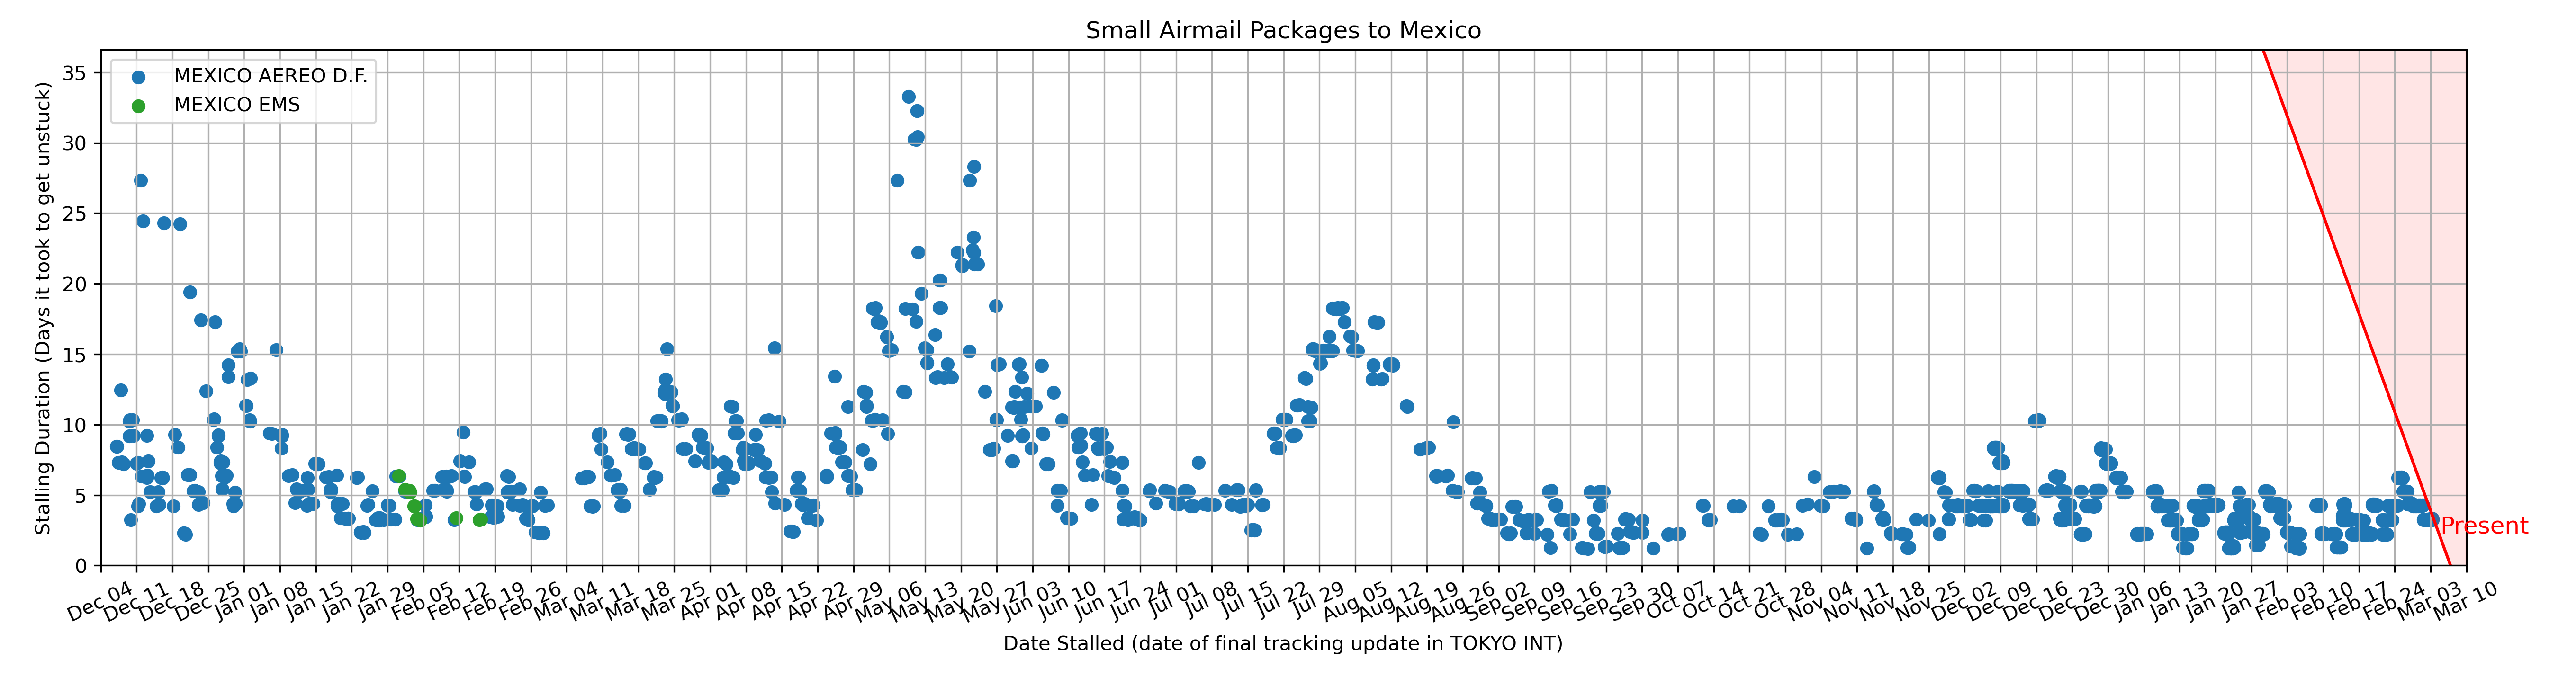 Small Airmail Packages to Mexico
MEXICO AEREO D.F.
MEXICO EMS
Stalling Duration (Days it took to get unstuck)
35
30
25
20
15
10
5
0
Present
Dec 04
Dec 11
Dec 18
Dec 25
Jan 01
Jan 08
Jan 15
Jan 22
Jan 29
Feb 05
Feb 12
Feb 19
Feb 26
Mar 04
Mar 11
Mar 18
Mar 25
Apr 01
Apr 08
Apr 15
Apr 22
Apr 29
May 06
May 13
May 20
May 27
Jun 03
Jun 10
Jun 17
Jun 24
Jul 01
Jul 08
Jul 15
Jul 22
Jul 29
Aug 05
Aug 12
Aug 19
Aug 26
Sep 02
Sep 09
Sep 16
Sep 23
Sep 30
Oct 07
Oct 14
Oct 21
Oct 28
Nov 04
Nov 11
Nov 18
Nov 25
Dec 02
Dec 09
Dec 16
Dec 23
Dec 30
Jan 06
Jan 13
Jan 20
Jan 27
Feb 03
Feb 10
Feb 17
Feb 24
Mar 03
Mar 10
Date Stalled (date of final tracking update in TOKYO INT)